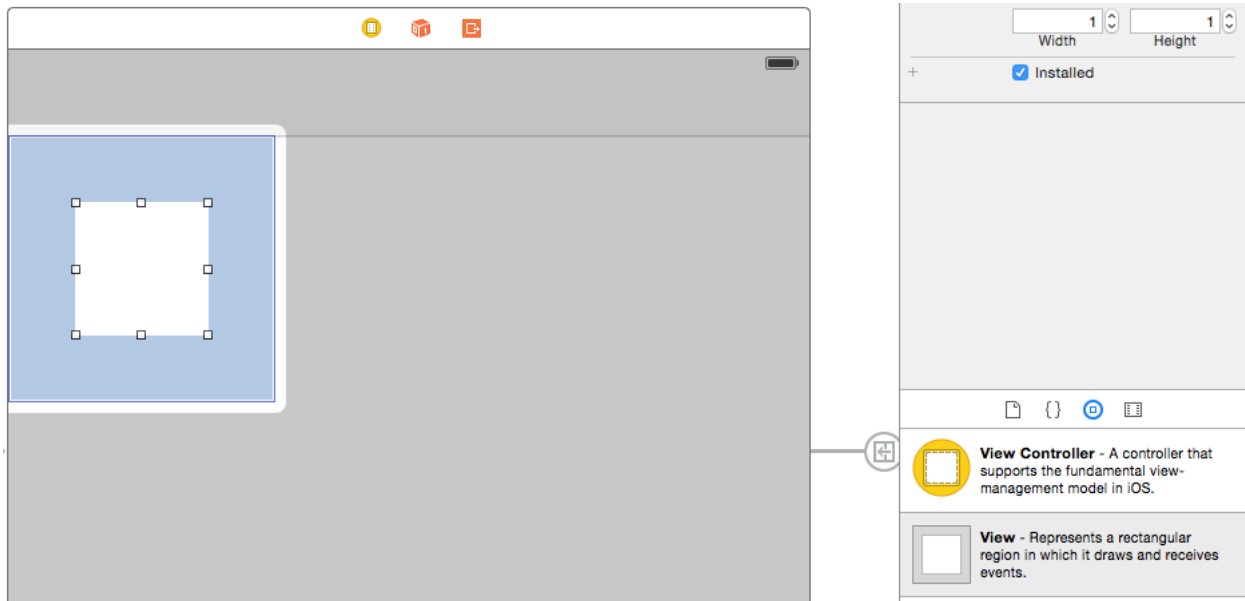 1 1
Width Height
+ Installed
{}
View Controller - A controller that
supports the fundamental view-
management model in iOS.
View - Represents a rectangular
region in which it draws and receives
events.